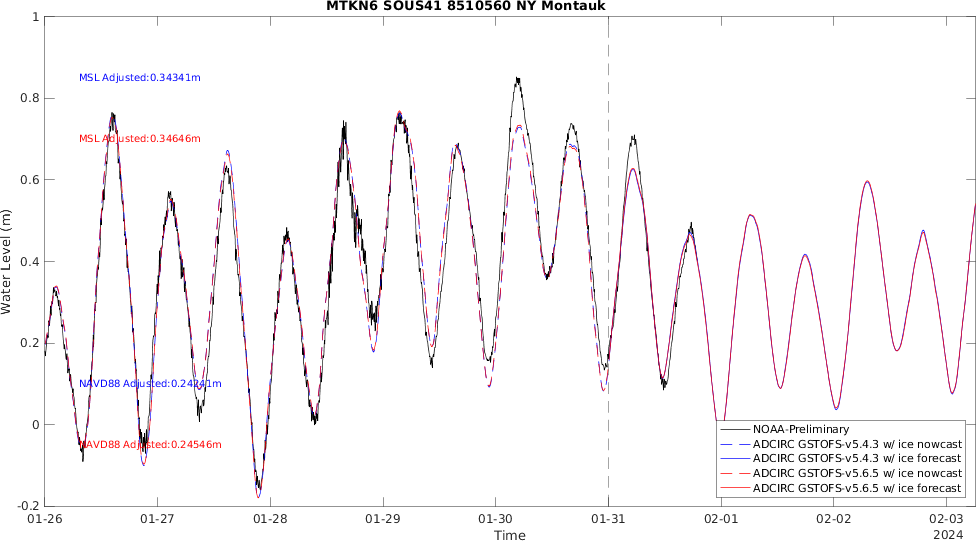 MTKN6 SOUS41 8510560 NY Montauk
1
0.8
0.6
0.4
0.2
0
-0.2
Water Level (m)
MSL Adjusted:0.34341m
MSL Adjusted:0.34646m
NAVD88 Adjusted:0.24241m
NAVD88 Adjusted:0.24546m
NOAA-Preliminary
ADCIRC GSTOFS-v5.4.3 w/ ice nowcast
ADCIRC GSTOFS-v5.4.3 w/ ice forecast
ADCIRC GSTOFS-v5.6.5 w/ ice nowcast
ADCIRC GSTOFS-v5.6.5 w/ ice forecast
01-26 01-27 01-28 01-29 01-30 01-31 02-01 02-02 02-03
Time
2024